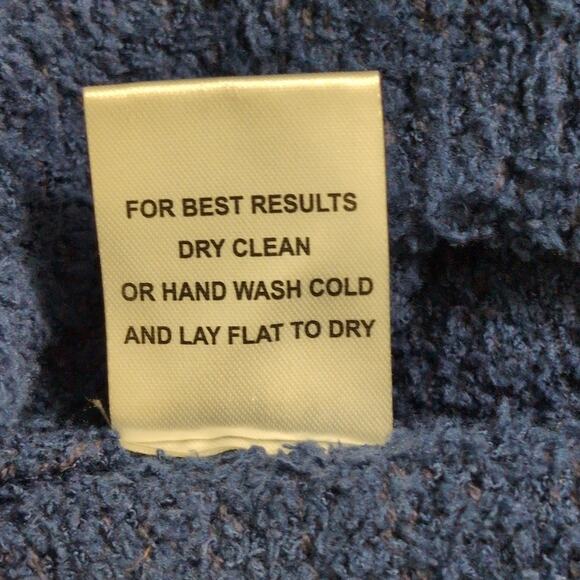 FOR BEST RESULTS
DRY CLEAN
OR HAND WASH COLD
AND LAY FLAT TO DRY